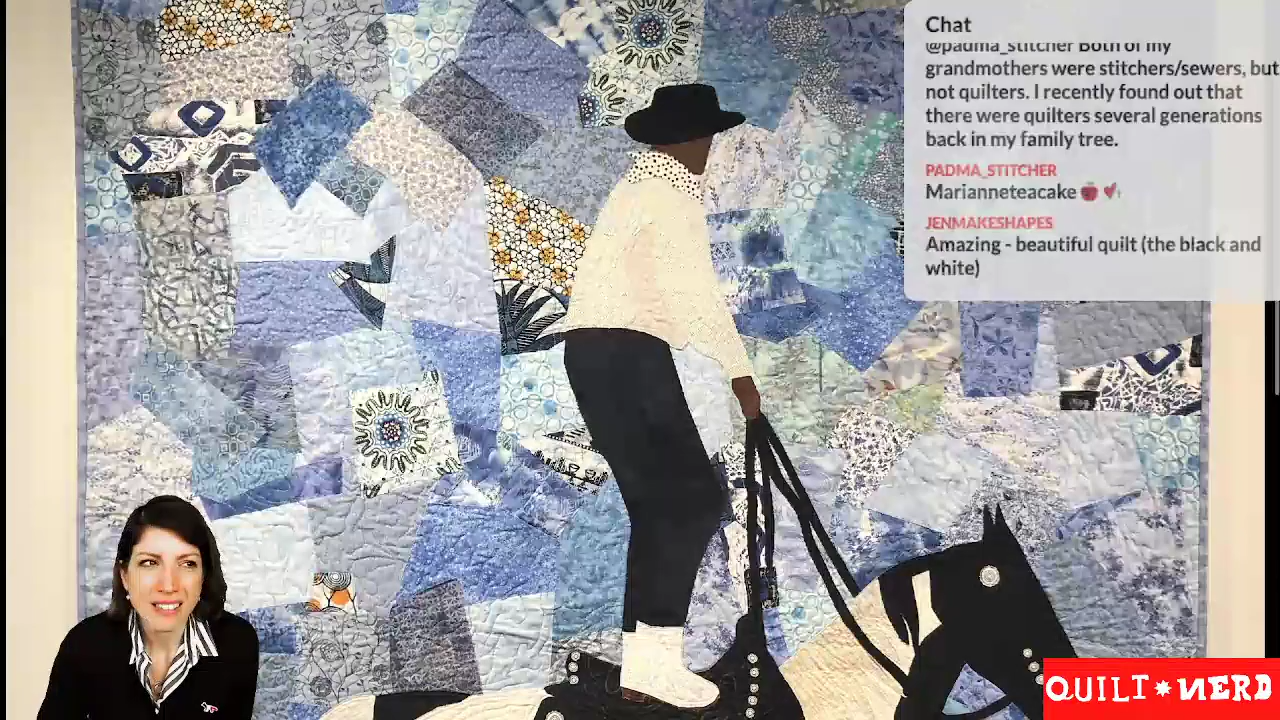 Chat
@padma_stitcher Both of my
grandmothers were stitchers/sewers, but
not quilters. I recently found out that
there were quilters several generations
back in my family tree.
PADMA_STITCHER
Marianneteacake
JENMAKESHAPES
Amazing - beautiful quilt (the black and
white)
QUILT*NERD